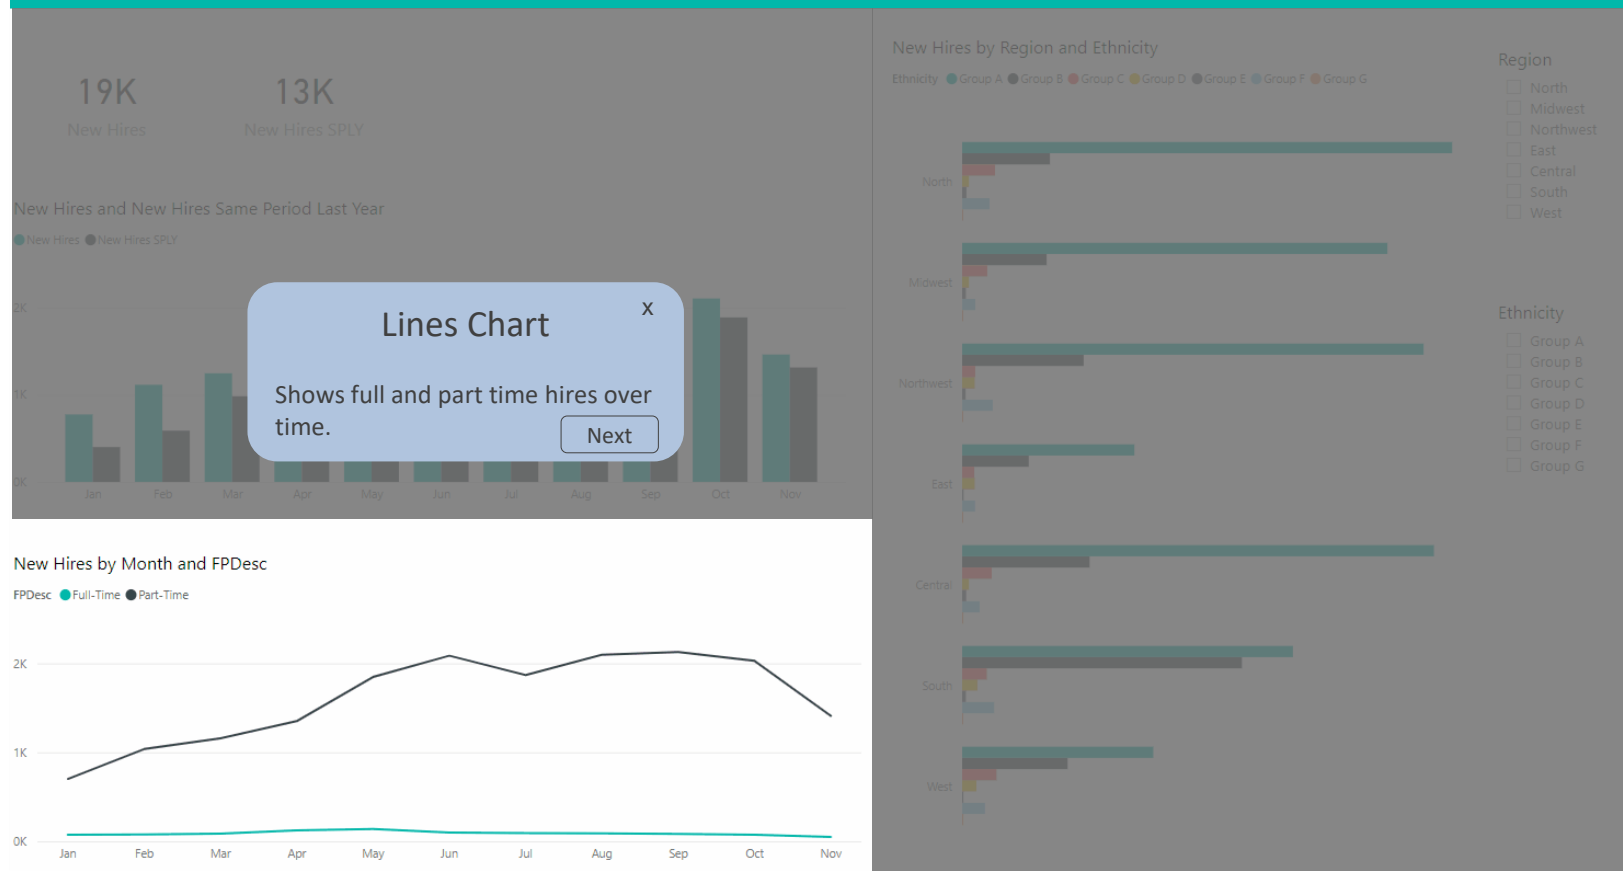 19K
New Hires
13K
New Hires SPLY
New Hires and New Hires Same Period Last Year
New Hires New Hires SPLY
2K
1K
0K
Jan Feb Mar Apr May Jun Jul Aug Sep Oct Nov
Lines Chart
x
Shows full and part time hires over
time.
Next
New Hires by Month and FPDesc
FPDesc Full-Time Part-Time
2K
1K
0K
Jan Feb Mar Apr May Jun Jul Aug Sep Oct Nov
New Hires by Region and Ethnicity
Ethnicity Group A Group B Group C Group D Group E Group F Group G
North
Midwest
Northwest
East
Central
South
West
Region
North
Midwest
Northwest
East
Central
South
West
Ethnicity
Group A
Group B
Group C
Group D
Group E
Group F
Group G